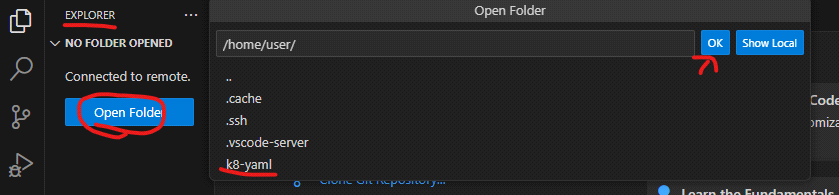 EXPLORER
NO FOLDER OPENED
Connected to remote.
Open Folder
Open Folder
/home/user/
OK
Show Local
..
.cache
.ssh
.vscode-server
k8-yaml
Clone Git Repository...
Code
Learn the Fundamentals